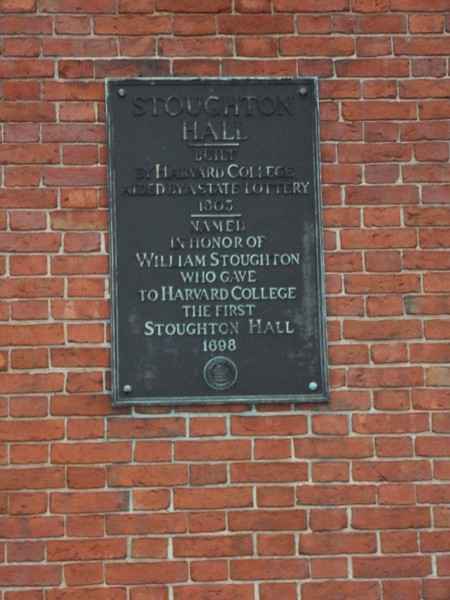 STOUGHTON
HALL
BUILT
BY HARVARD COLLEGE
AIDED BY A STATE LOTTERY
1805
NAMED
IN HONOR OF
WILLIAM STOUGHTON
WHO GAVE
TO HARVARD COLLEGE
THE FIRST
STOUGHTON HALL
1698